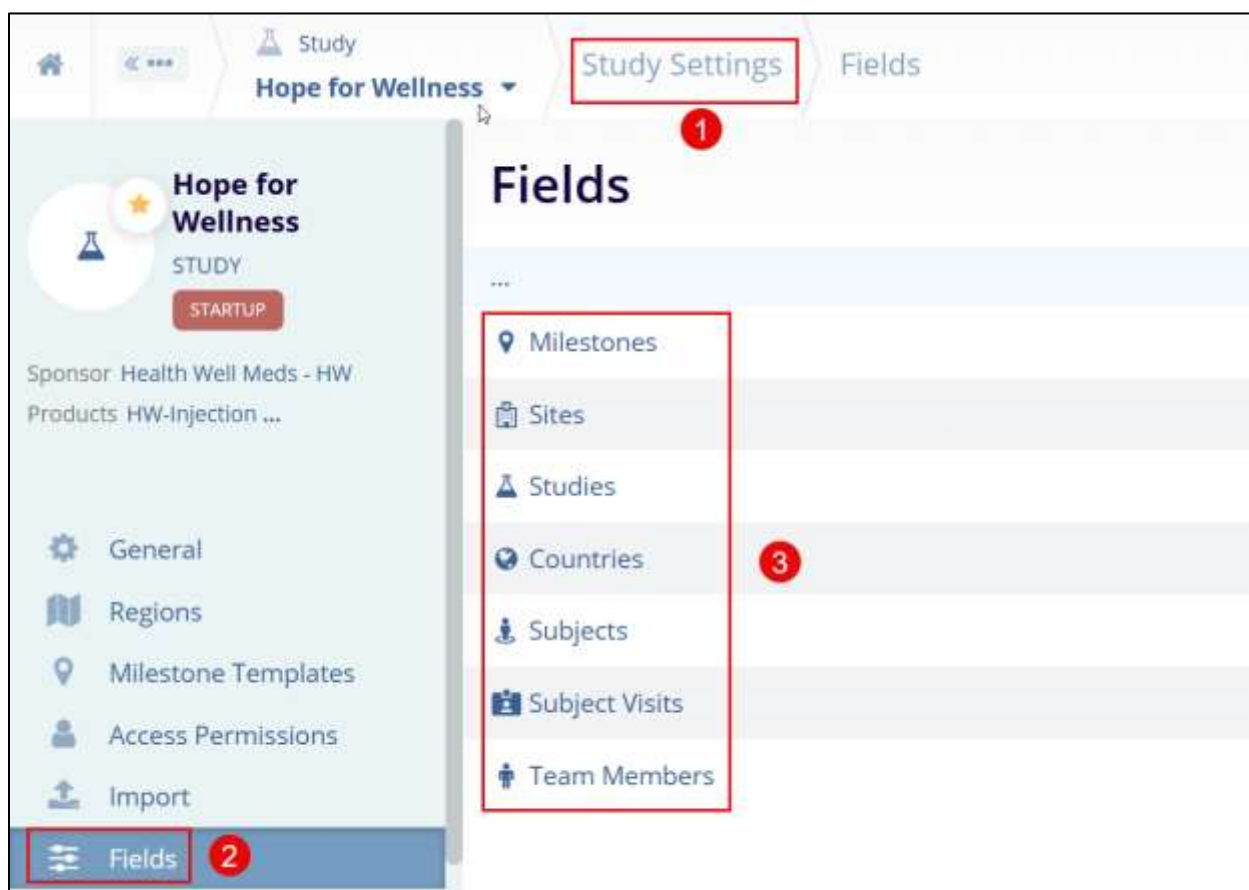 Study
Hope for Wellness
Study Settings
Fields
1
Hope for
Wellness
STUDY
STARTUP
Sponsor Health Well Meds - HW
Products HW-Injection ...
General
Regions
Milestone Templates
Access Permissions
Import
Fields
2
Fields
...
Milestones
Sites
Studies
Countries
3
Subjects
Subject Visits
Team Members